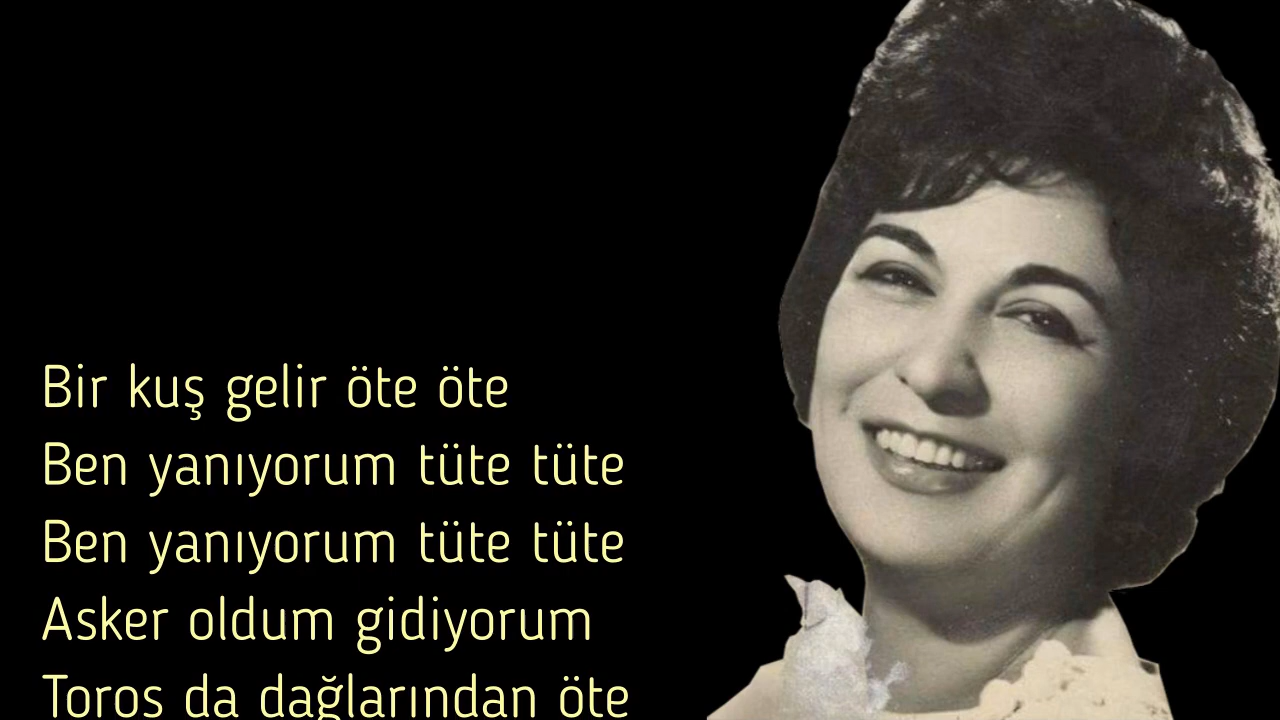 Bir kuş gelir öte öte
Ben yanıyorum tüte tüte
Ben yanıyorum tüte tüte
Asker oldum gidiyorum
Toros da dağlarından öte